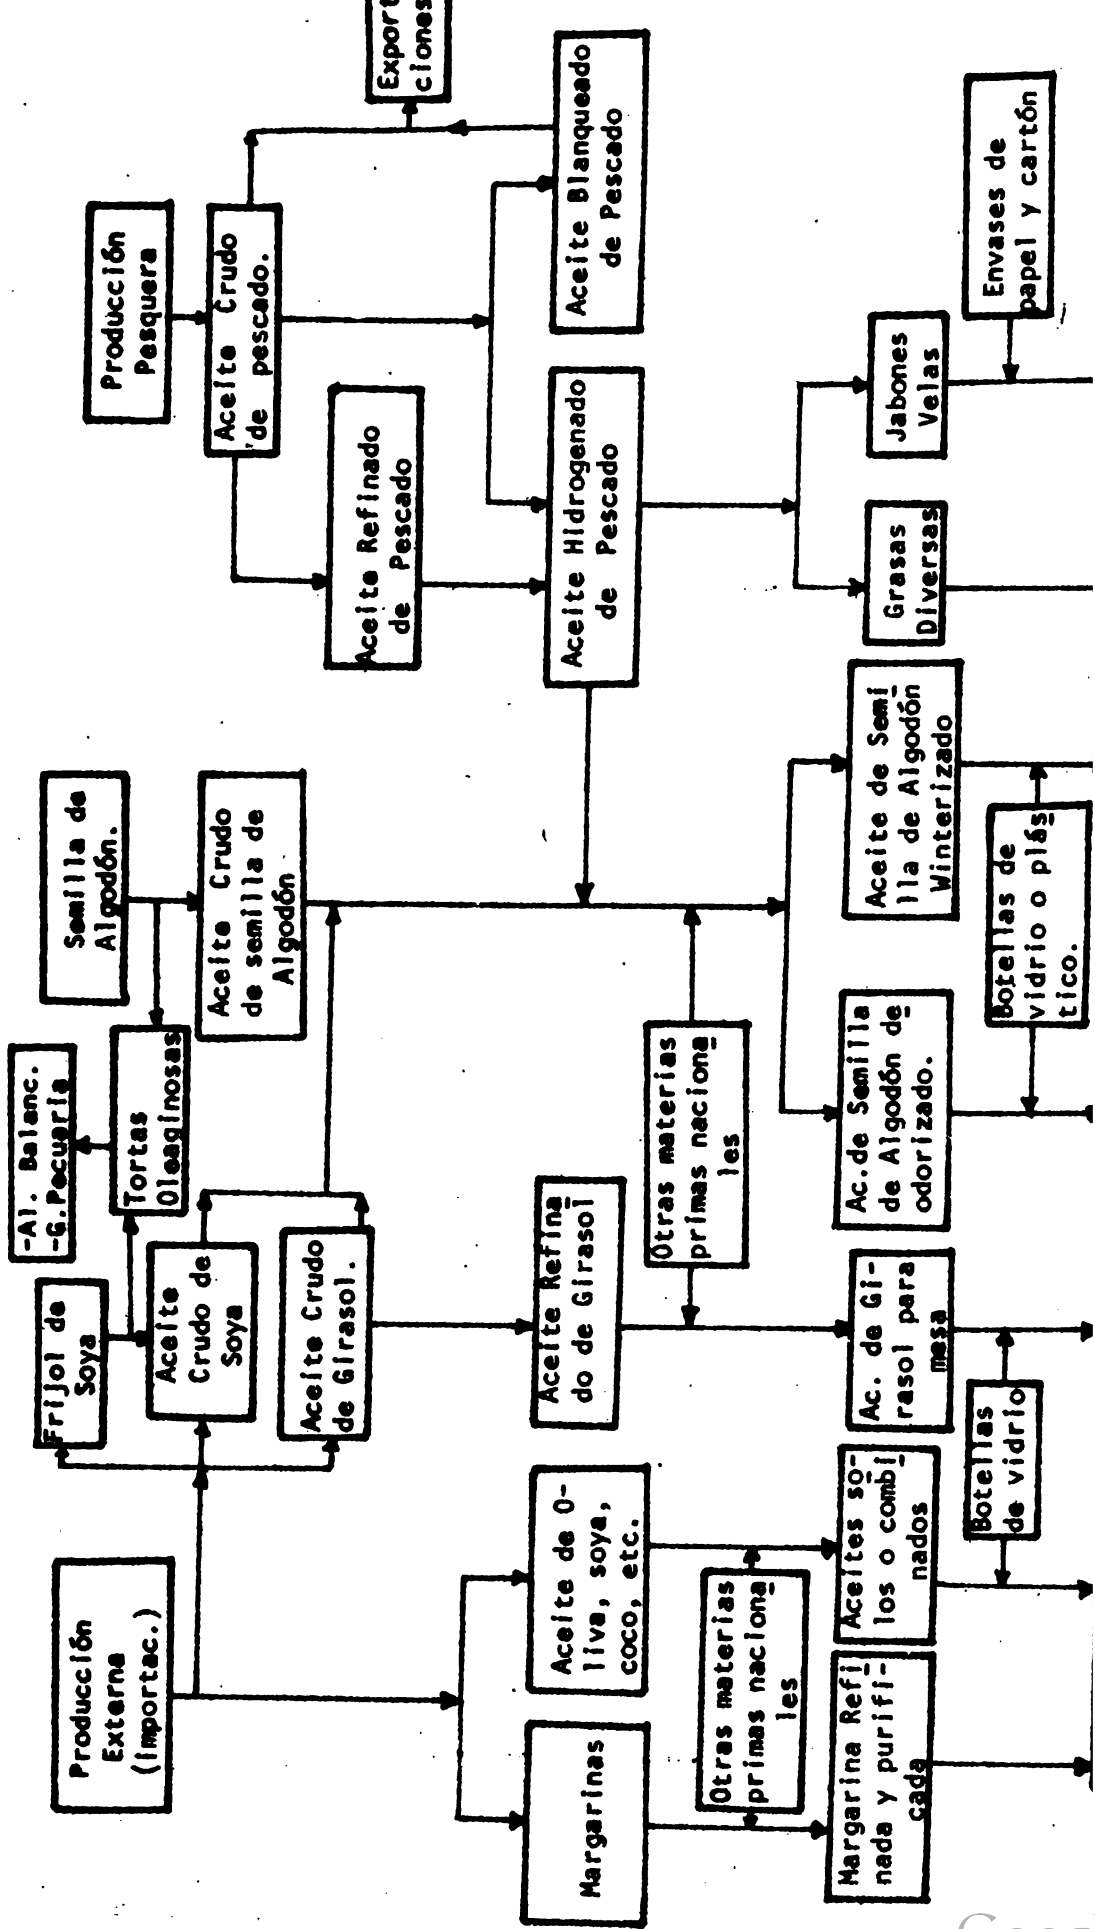 Producción
Externa
(importac.)
Frijol de
Soya
-Al. Balanc.
-G.Pecuaria
Semilla de
Algodón.
Producción
Pesquera
Export
ciones
Tortas
Oleaginosas
Aceite
Crudo de
Soya
Aceite Crudo
de semilla de
Algodón
Aceite Crudo
de pescado.
Aceite Crudo
de Girasol.
Aceite Refinado
de Pescado
Margarinas
Aceite de O-
liva, soya,
coco, etc.
Aceite Refina
do de Girasol
Aceite Hidrogenado
de Pescado
Aceite Blanqueado
de Pescado
Otras materias
primas naciona
les
Otras materias
primas naciona
les
Margarina Refi
nada y purifi-
cada
Aceites so-
los o combi
nados
Ac. de Gi-
rasol para
mesa
Ac.de Semilla
de Algodón de
odorizado.
Aceite de Semi
lla de Algodón
Winterizado
Grasas
Diversas
Jabones
Velas
Botellas
de vidrio
Botellas de
vidrio o plás
tico.
Envases de
papel y cartón